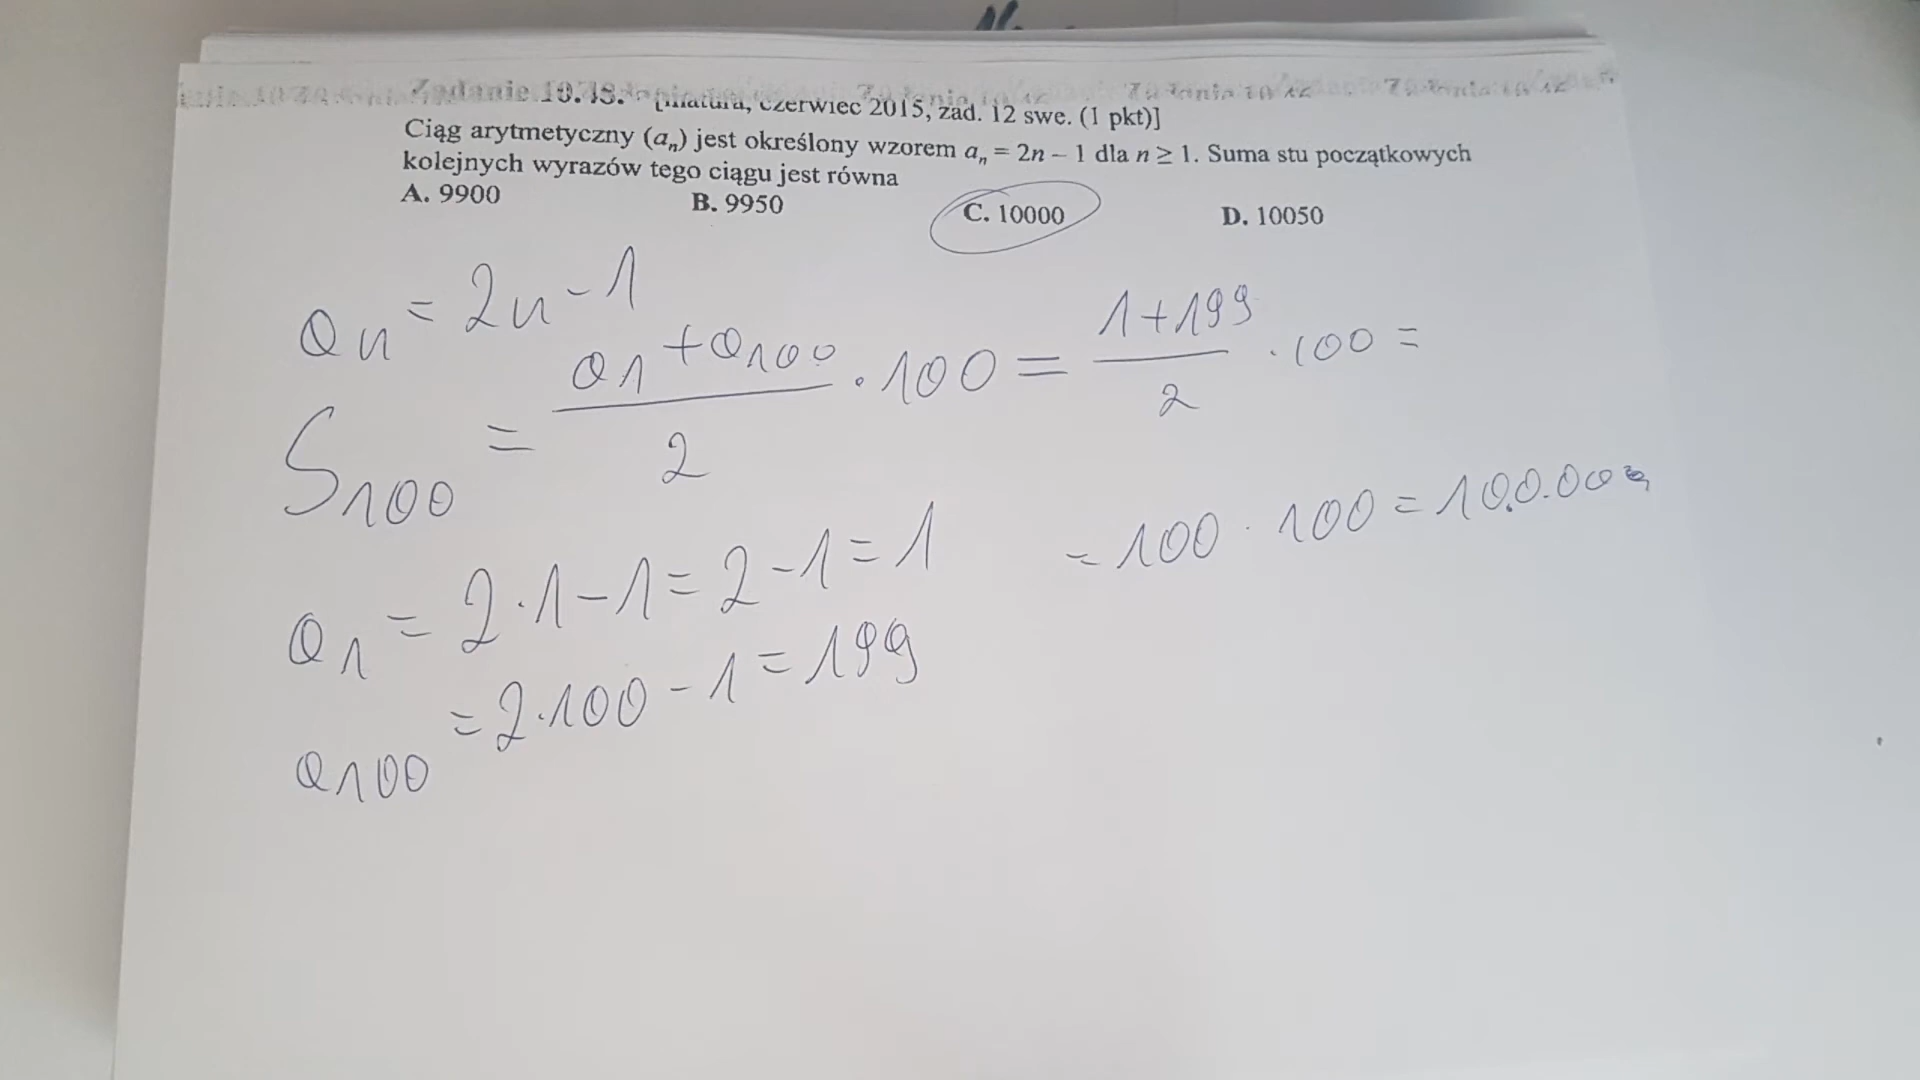 Zadanie 10.48. [matura, czerwiec 2015, zad. 12 swe. (1 pkt)]
Ciąg arytmetyczny (aₙ) jest określony wzorem aₙ = 2n – 1 dla n ≥ 1. Suma stu początkowych
kolejnych wyrazów tego ciągu jest równa
A. 9900 B. 9950 C. 10000 D. 10050
aₙ = 2n - 1
S₁₀₀ = (a₁ + a₁₀₀)/2 · 100 = (1+199)/2 · 100 =
= 100 · 100 = 10.000
a₁ = 2·1-1 = 2-1 = 1
a₁₀₀ = 2·100 - 1 = 199